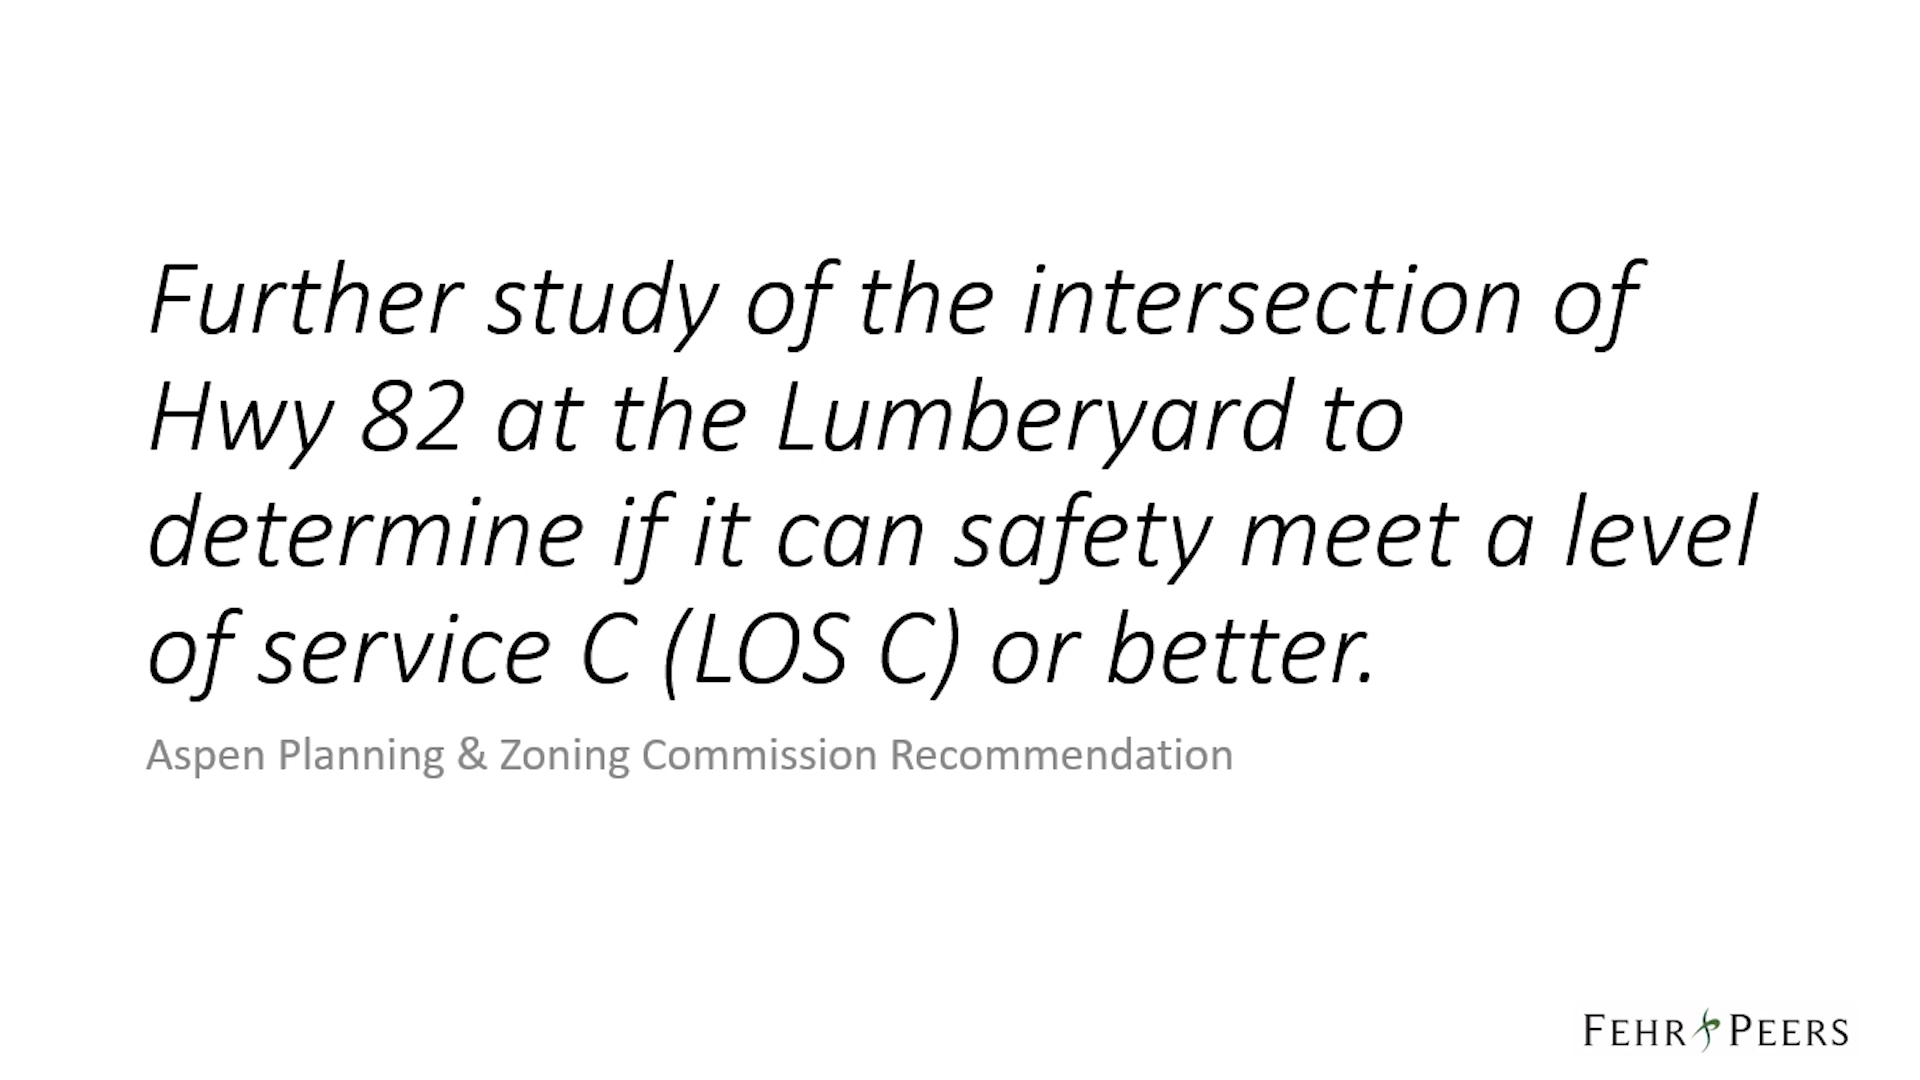 Further study of the intersection of
Hwy 82 at the Lumberyard to
determine if it can safety meet a level
of service C (LOS C) or better.
Aspen Planning & Zoning Commission Recommendation
FEHR PEERS